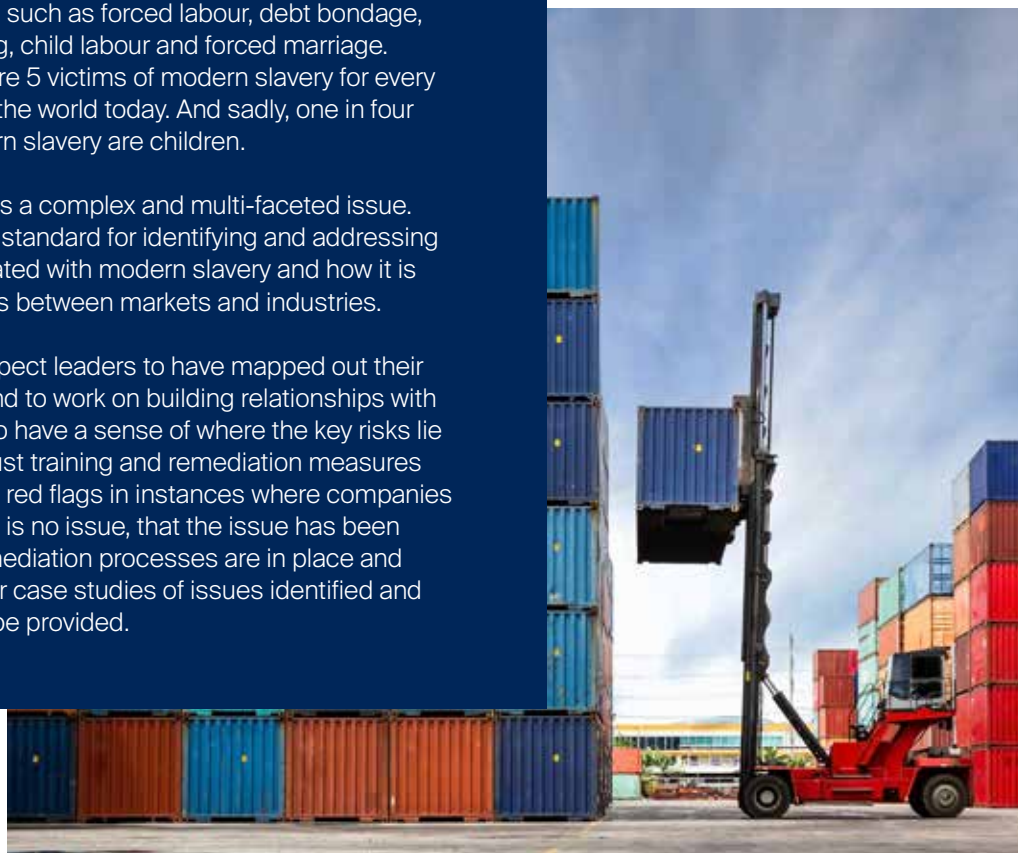 such as forced labour, debt bondage,
g, child labour and forced marriage.
re 5 victims of modern slavery for every
the world today. And sadly, one in four
rn slavery are children.
s a complex and multi-faceted issue.
standard for identifying and addressing
ated with modern slavery and how it is
s between markets and industries.
pect leaders to have mapped out their
nd to work on building relationships with
o have a sense of where the key risks lie
ust training and remediation measures
red flags in instances where companies
is no issue, that the issue has been
mediation processes are in place and
r case studies of issues identified and
be provided.